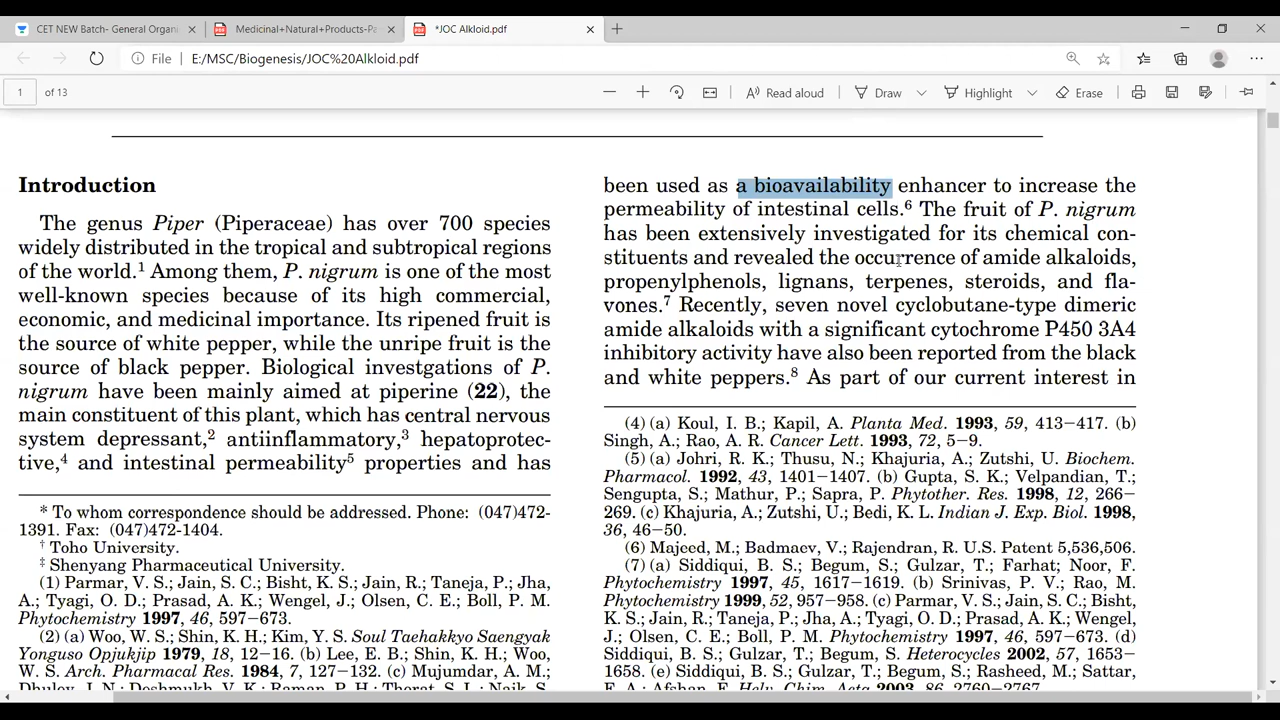 CET NEW Batch- General Organi
Medicinal+Natural+Products-Pa
*JOC Alkloid.pdf
File
E:/MSC/Biogenesis/JOC%20Alkloid.pdf
1 of 13
Read aloud
Draw
Highlight
Erase
Introduction
The genus Piper (Piperaceae) has over 700 species
widely distributed in the tropical and subtropical regions
of the world.1 Among them, P. nigrum is one of the most
well-known species because of its high commercial,
economic, and medicinal importance. Its ripened fruit is
the source of white pepper, while the unripe fruit is the
source of black pepper. Biological investgations of P.
nigrum have been mainly aimed at piperine (22), the
main constituent of this plant, which has central nervous
system depressant,2 antiinflammatory,3 hepatoprotec-
tive,4 and intestinal permeability5 properties and has
* To whom correspondence should be addressed. Phone: (047)472-
1391. Fax: (047)472-1404.
† Toho University.
‡ Shenyang Pharmaceutical University.
(1) Parmar, V. S.; Jain, S. C.; Bisht, K. S.; Jain, R.; Taneja, P.; Jha,
A.; Tyagi, O. D.; Prasad, A. K.; Wengel, J.; Olsen, C. E.; Boll, P. M.
Phytochemistry 1997, 46, 597−673.
(2) (a) Woo, W. S.; Shin, K. H.; Kim, Y. S. Soul Taehakkyo Saengyak
Yonguso Opjukjip 1979, 18, 12−16. (b) Lee, E. B.; Shin, K. H.; Woo,
W. S. Arch. Pharmacal Res. 1984, 7, 127−132. (c) Mujumdar, A. M.;
Dhuley, J. N.; Deshmukh, V. K.; Raman, P. H.; Thorat, S. L.; Naik, S.
been used as a bioavailability enhancer to increase the
permeability of intestinal cells.6 The fruit of P. nigrum
has been extensively investigated for its chemical con-
stituents and revealed the occurrence of amide alkaloids,
propenylphenols, lignans, terpenes, steroids, and fla-
vones.7 Recently, seven novel cyclobutane-type dimeric
amide alkaloids with a significant cytochrome P450 3A4
inhibitory activity have also been reported from the black
and white peppers.8 As part of our current interest in
(4) (a) Koul, I. B.; Kapil, A. Planta Med. 1993, 59, 413−417. (b)
Singh, A.; Rao, A. R. Cancer Lett. 1993, 72, 5−9.
(5) (a) Johri, R. K.; Thusu, N.; Khajuria, A.; Zutshi, U. Biochem.
Pharmacol. 1992, 43, 1401−1407. (b) Gupta, S. K.; Velpandian, T.;
Sengupta, S.; Mathur, P.; Sapra, P. Phytother. Res. 1998, 12, 266−
269. (c) Khajuria, A.; Zutshi, U.; Bedi, K. L. Indian J. Exp. Biol. 1998,
36, 46−50.
(6) Majeed, M.; Badmaev, V.; Rajendran, R. U.S. Patent 5,536,506.
(7) (a) Siddiqui, B. S.; Begum, S.; Gulzar, T.; Farhat; Noor, F.
Phytochemistry 1997, 45, 1617−1619. (b) Srinivas, P. V.; Rao, M.
Phytochemistry 1999, 52, 957−958. (c) Parmar, V. S.; Jain, S. C.; Bisht,
K. S.; Jain, R.; Taneja, P.; Jha, A.; Tyagi, O. D.; Prasad, A. K.; Wengel,
J.; Olsen, C. E.; Boll, P. M. Phytochemistry 1997, 46, 597−673. (d)
Siddiqui, B. S.; Gulzar, T.; Begum, S. Heterocycles 2002, 57, 1653−
1658. (e) Siddiqui, B. S.; Gulzar, T.; Begum, S.; Rasheed, M.; Sattar,
F. A.; Afshan, F. Helv. Chim. Acta 2003, 86, 2760−2767.